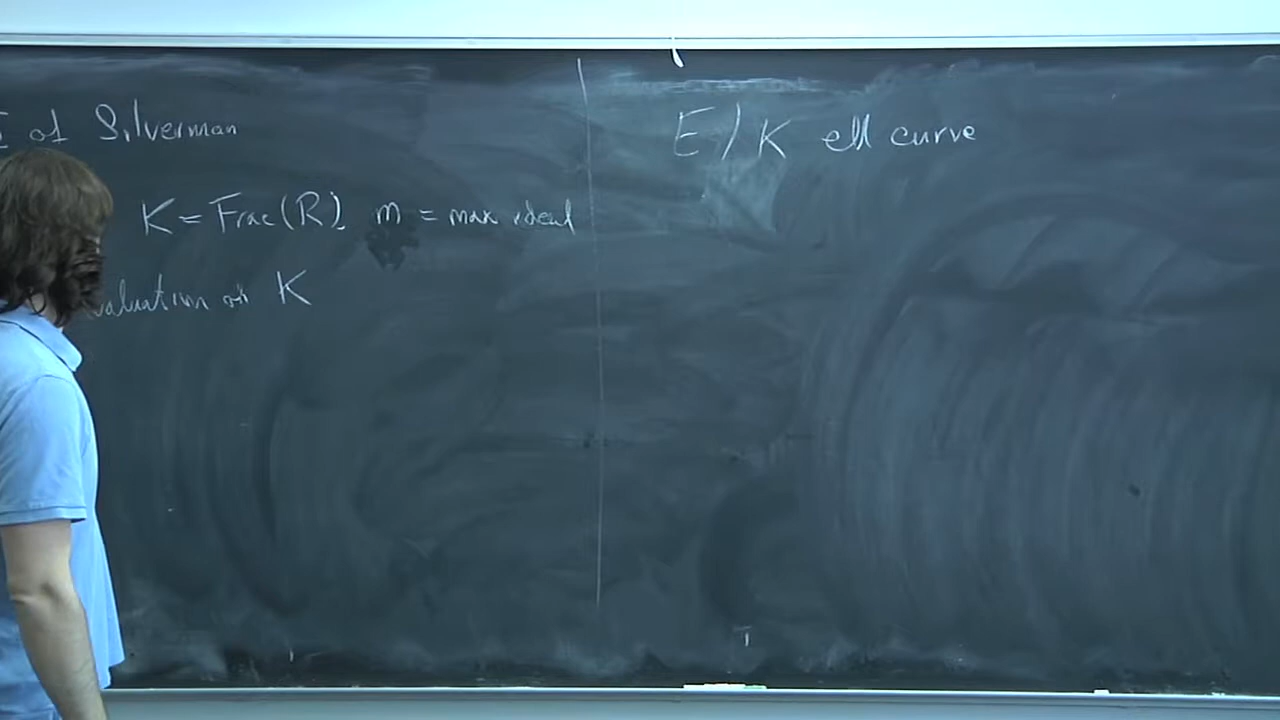 of Silverman
K = Frac(R), m = max ideal
valuation on K
E/K ell curve